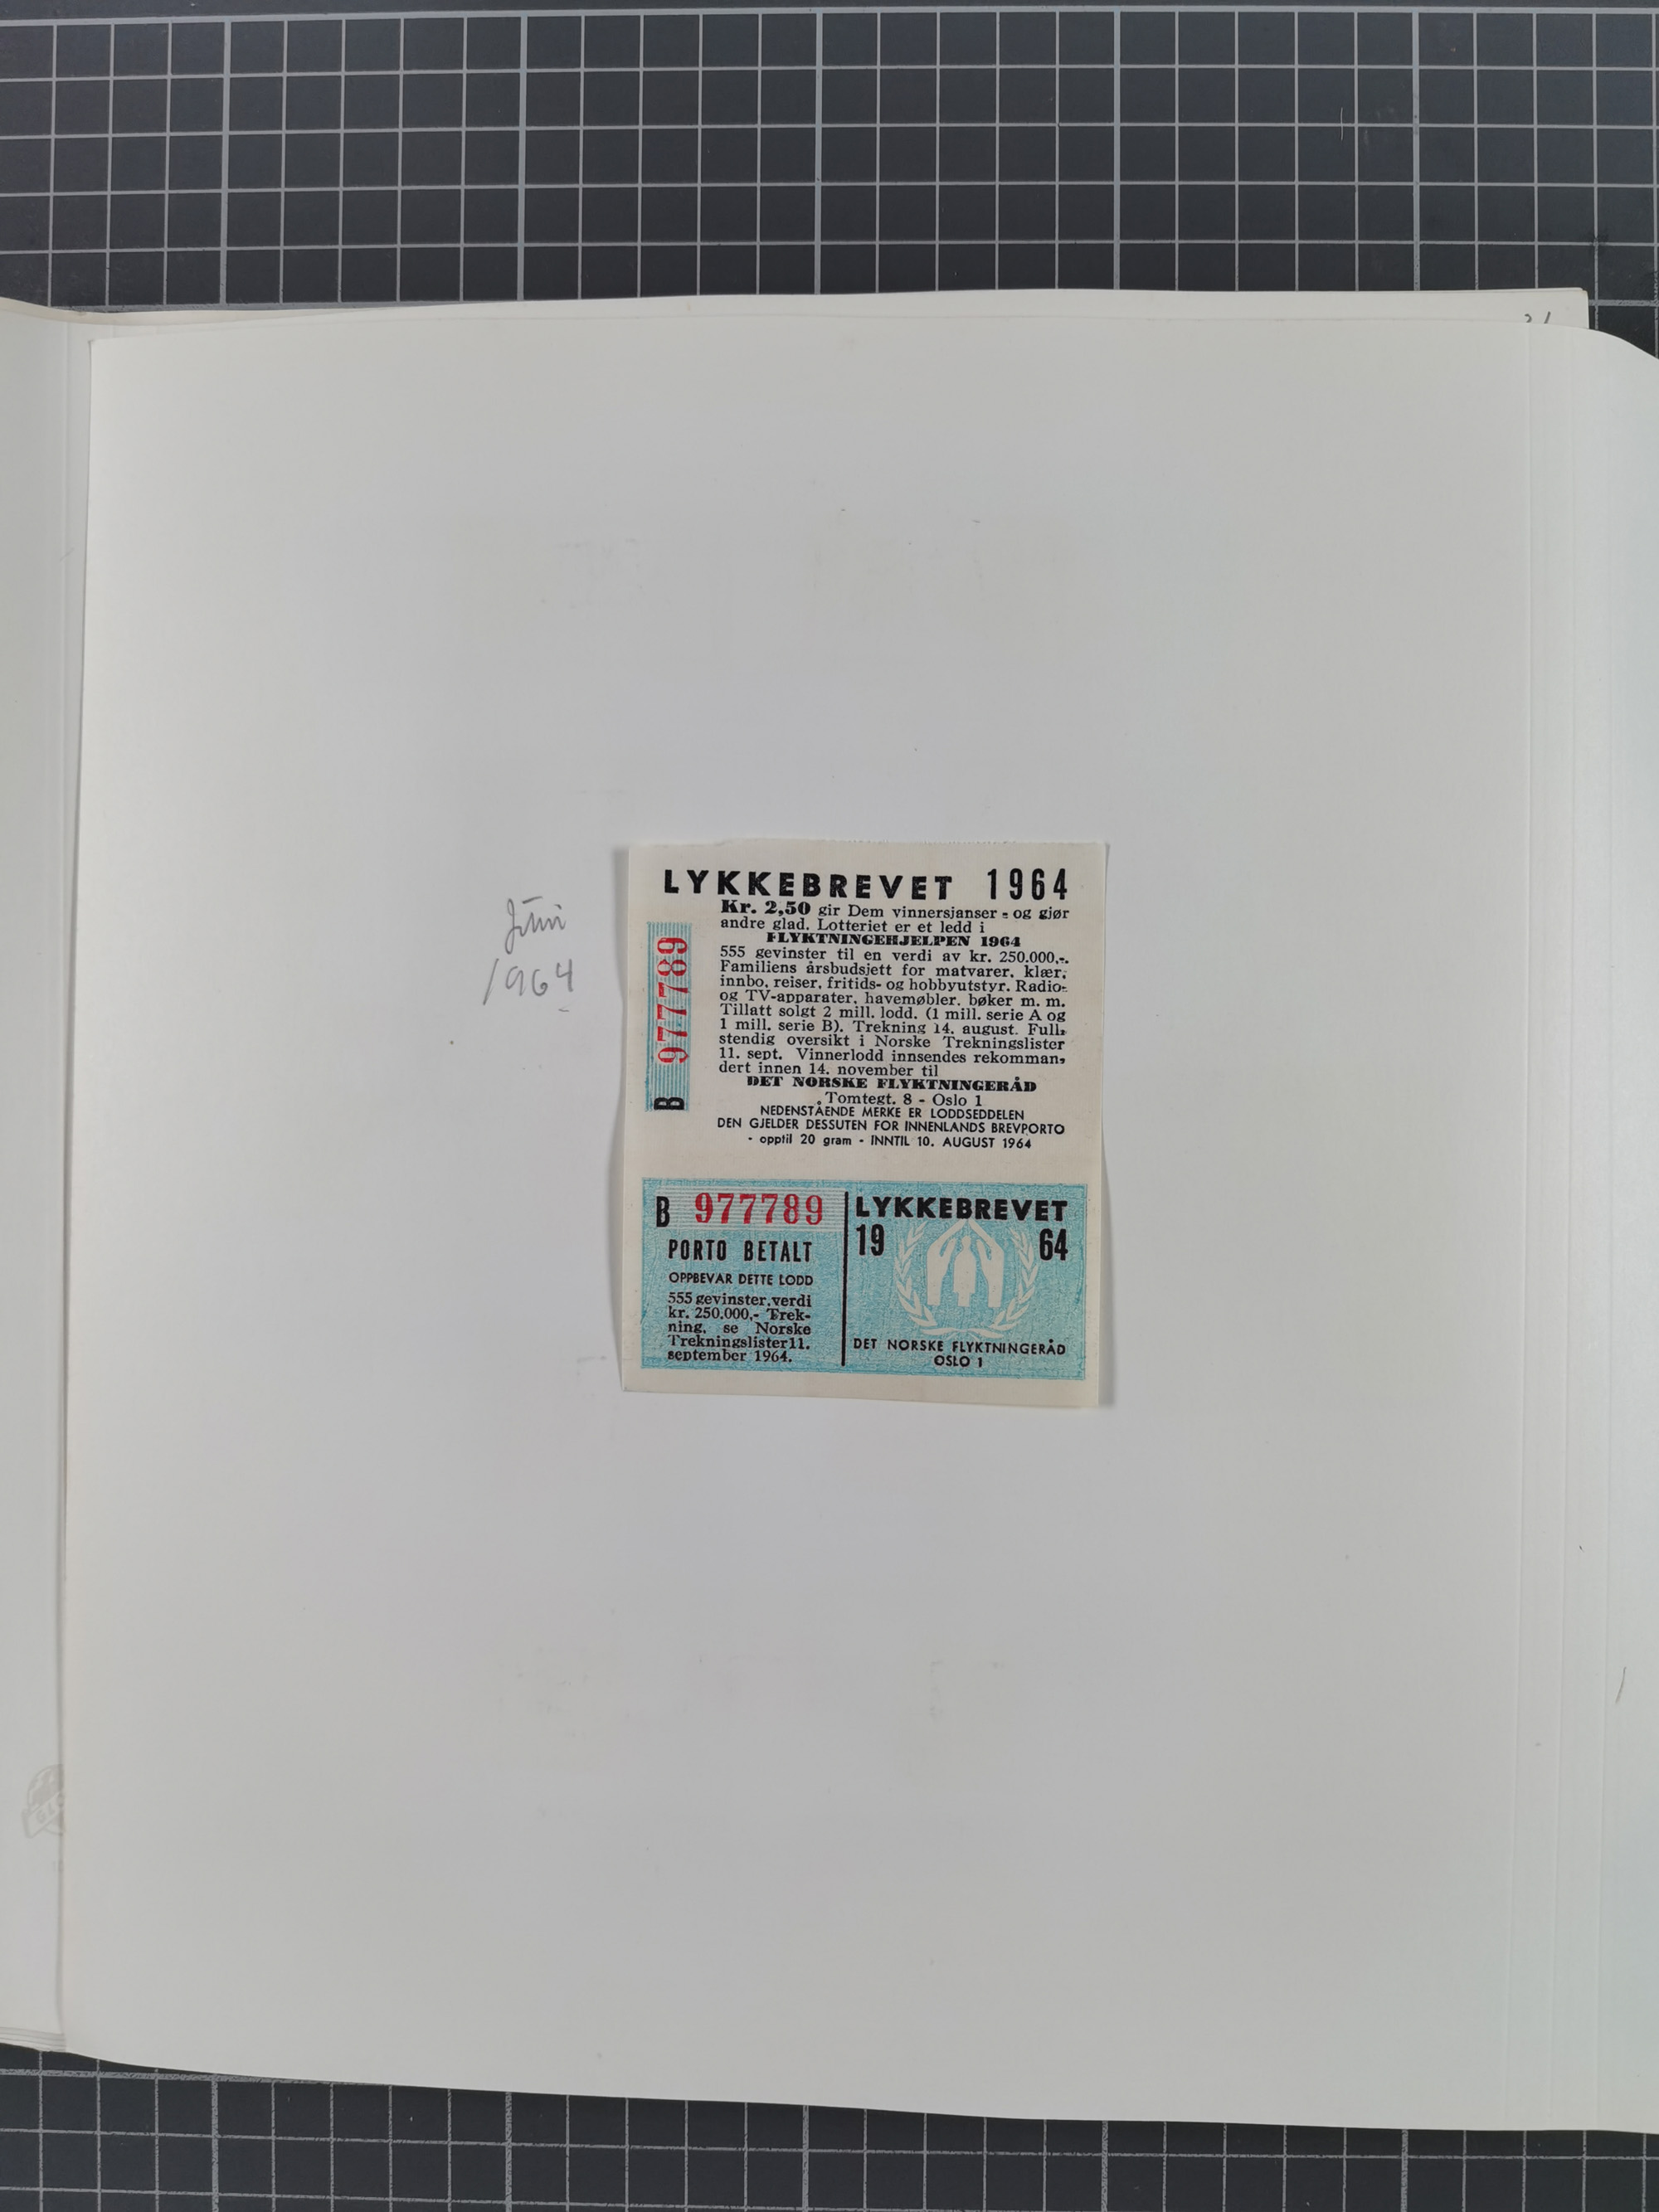 Juni
1964
LYKKEBREVET 1964
Kr. 2,50 gir Dem vinnersjanser - og gjør
andre glad. Lotteriet er et ledd i
FLYKTNINGEHJELPEN 1964
555 gevinster til en verdi av kr. 250.000,-.
Familiens årsbudsjett for matvarer, klær,
innbo, reiser, fritids- og hobbyutstyr. Radio-
og TV-apparater, havemøbler, bøker m. m.
Tillatt solgt 2 mill. lodd. (1 mill. serie A og
1 mill. serie B). Trekning 14. august. Full-
stendig oversikt i Norske Trekningslister
11. sept. Vinnerlodd innsendes rekomman-
dert innen 14. november til
DET NORSKE FLYKTNINGERÅD
Tomtegt. 8 - Oslo 1
NEDENSTÅENDE MERKE ER LODDSEDDELEN
DEN GJELDER DESSUTEN FOR INNENLANDS BREVPORTO
- opptil 20 gram - INNTIL 10. AUGUST 1964
B 977789
B 977789
PORTO BETALT
OPPBEVAR DETTE LODD
555 gevinster, verdi
kr. 250.000,- Trek-
ning, se Norske
Trekningslister 11.
september 1964.
LYKKEBREVET
19 64
DET NORSKE FLYKTNINGERÅD
OSLO 1